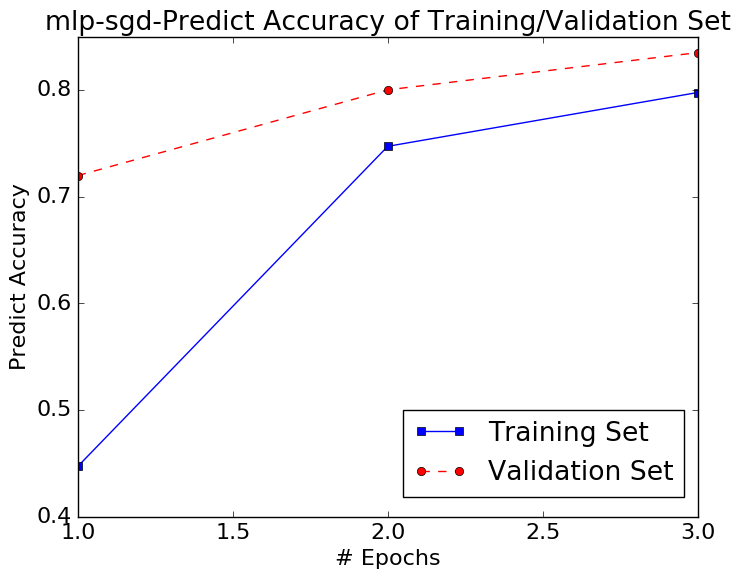 mlp-sgd-Predict Accuracy of Training/Validation Set
Predict Accuracy
0.8
0.7
0.6
0.5
0.4
1.0 1.5 2.0 2.5 3.0
# Epochs
Training Set
Validation Set